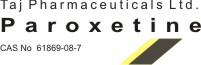 Taj Pharmaceuticals Ltd.
Paroxetine
CAS No 61869-08-7